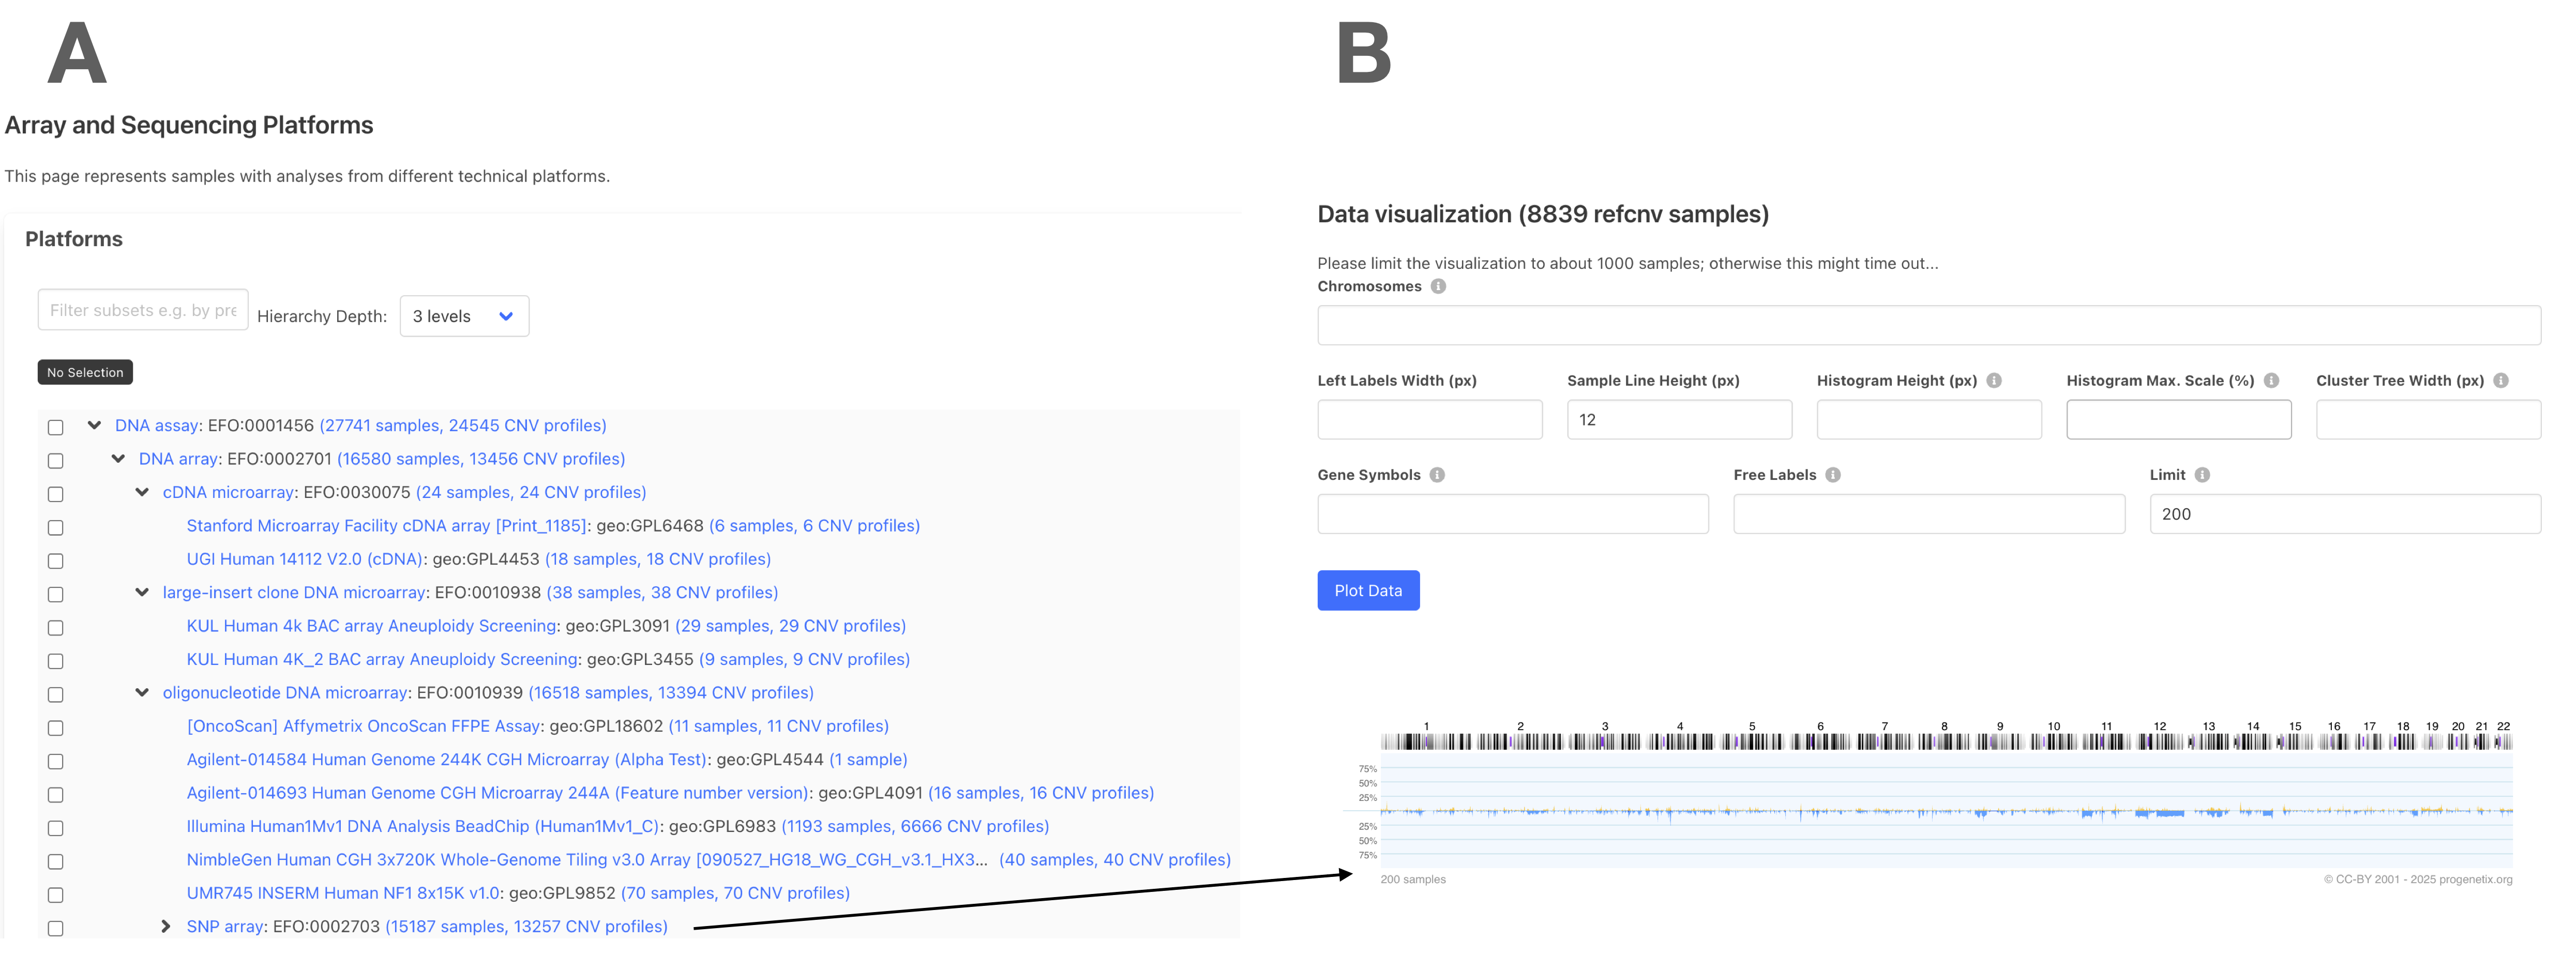 A
Array and Sequencing Platforms
This page represents samples with analyses from different technical platforms.
Platforms
Filter subsets e.g. by pre
Hierarchy Depth: 3 levels
No Selection
DNA assay: EFO:0001456 (27741 samples, 24545 CNV profiles)
DNA array: EFO:0002701 (16580 samples, 13456 CNV profiles)
cDNA microarray: EFO:0030075 (24 samples, 24 CNV profiles)
Stanford Microarray Facility cDNA array [Print_1185]: geo:GPL6468 (6 samples, 6 CNV profiles)
UGI Human 14112 V2.0 (cDNA): geo:GPL4453 (18 samples, 18 CNV profiles)
large-insert clone DNA microarray: EFO:0010938 (38 samples, 38 CNV profiles)
KUL Human 4k BAC array Aneuploidy Screening: geo:GPL3091 (29 samples, 29 CNV profiles)
KUL Human 4K_2 BAC array Aneuploidy Screening: geo:GPL3455 (9 samples, 9 CNV profiles)
oligonucleotide DNA microarray: EFO:0010939 (16518 samples, 13394 CNV profiles)
[OncoScan] Affymetrix OncoScan FFPE Assay: geo:GPL18602 (11 samples, 11 CNV profiles)
Agilent-014584 Human Genome 244K CGH Microarray (Alpha Test): geo:GPL4544 (1 sample)
Agilent-014693 Human Genome CGH Microarray 244A (Feature number version): geo:GPL4091 (16 samples, 16 CNV profiles)
Illumina Human1Mv1 DNA Analysis BeadChip (Human1Mv1_C): geo:GPL6983 (1193 samples, 6666 CNV profiles)
NimbleGen Human CGH 3x720K Whole-Genome Tiling v3.0 Array [090527_HG18_WG_CGH_v3.1_HX3... (40 samples, 40 CNV profiles)
UMR745 INSERM Human NF1 8x15K v1.0: geo:GPL9852 (70 samples, 70 CNV profiles)
SNP array: EFO:0002703 (15187 samples, 13257 CNV profiles)
B
Data visualization (8839 refcnv samples)
Please limit the visualization to about 1000 samples; otherwise this might time out...
Chromosomes
Left Labels Width (px) Sample Line Height (px) Histogram Height (px) Histogram Max. Scale (%) Cluster Tree Width (px)
12
Gene Symbols Free Labels Limit
200
Plot Data
1 2 3 4 5 6 7 8 9 10 11 12 13 14 15 16 17 18 19 20 21 22
75%
50%
25%
25%
50%
75%
200 samples © CC-BY 2001 - 2025 progenetix.org